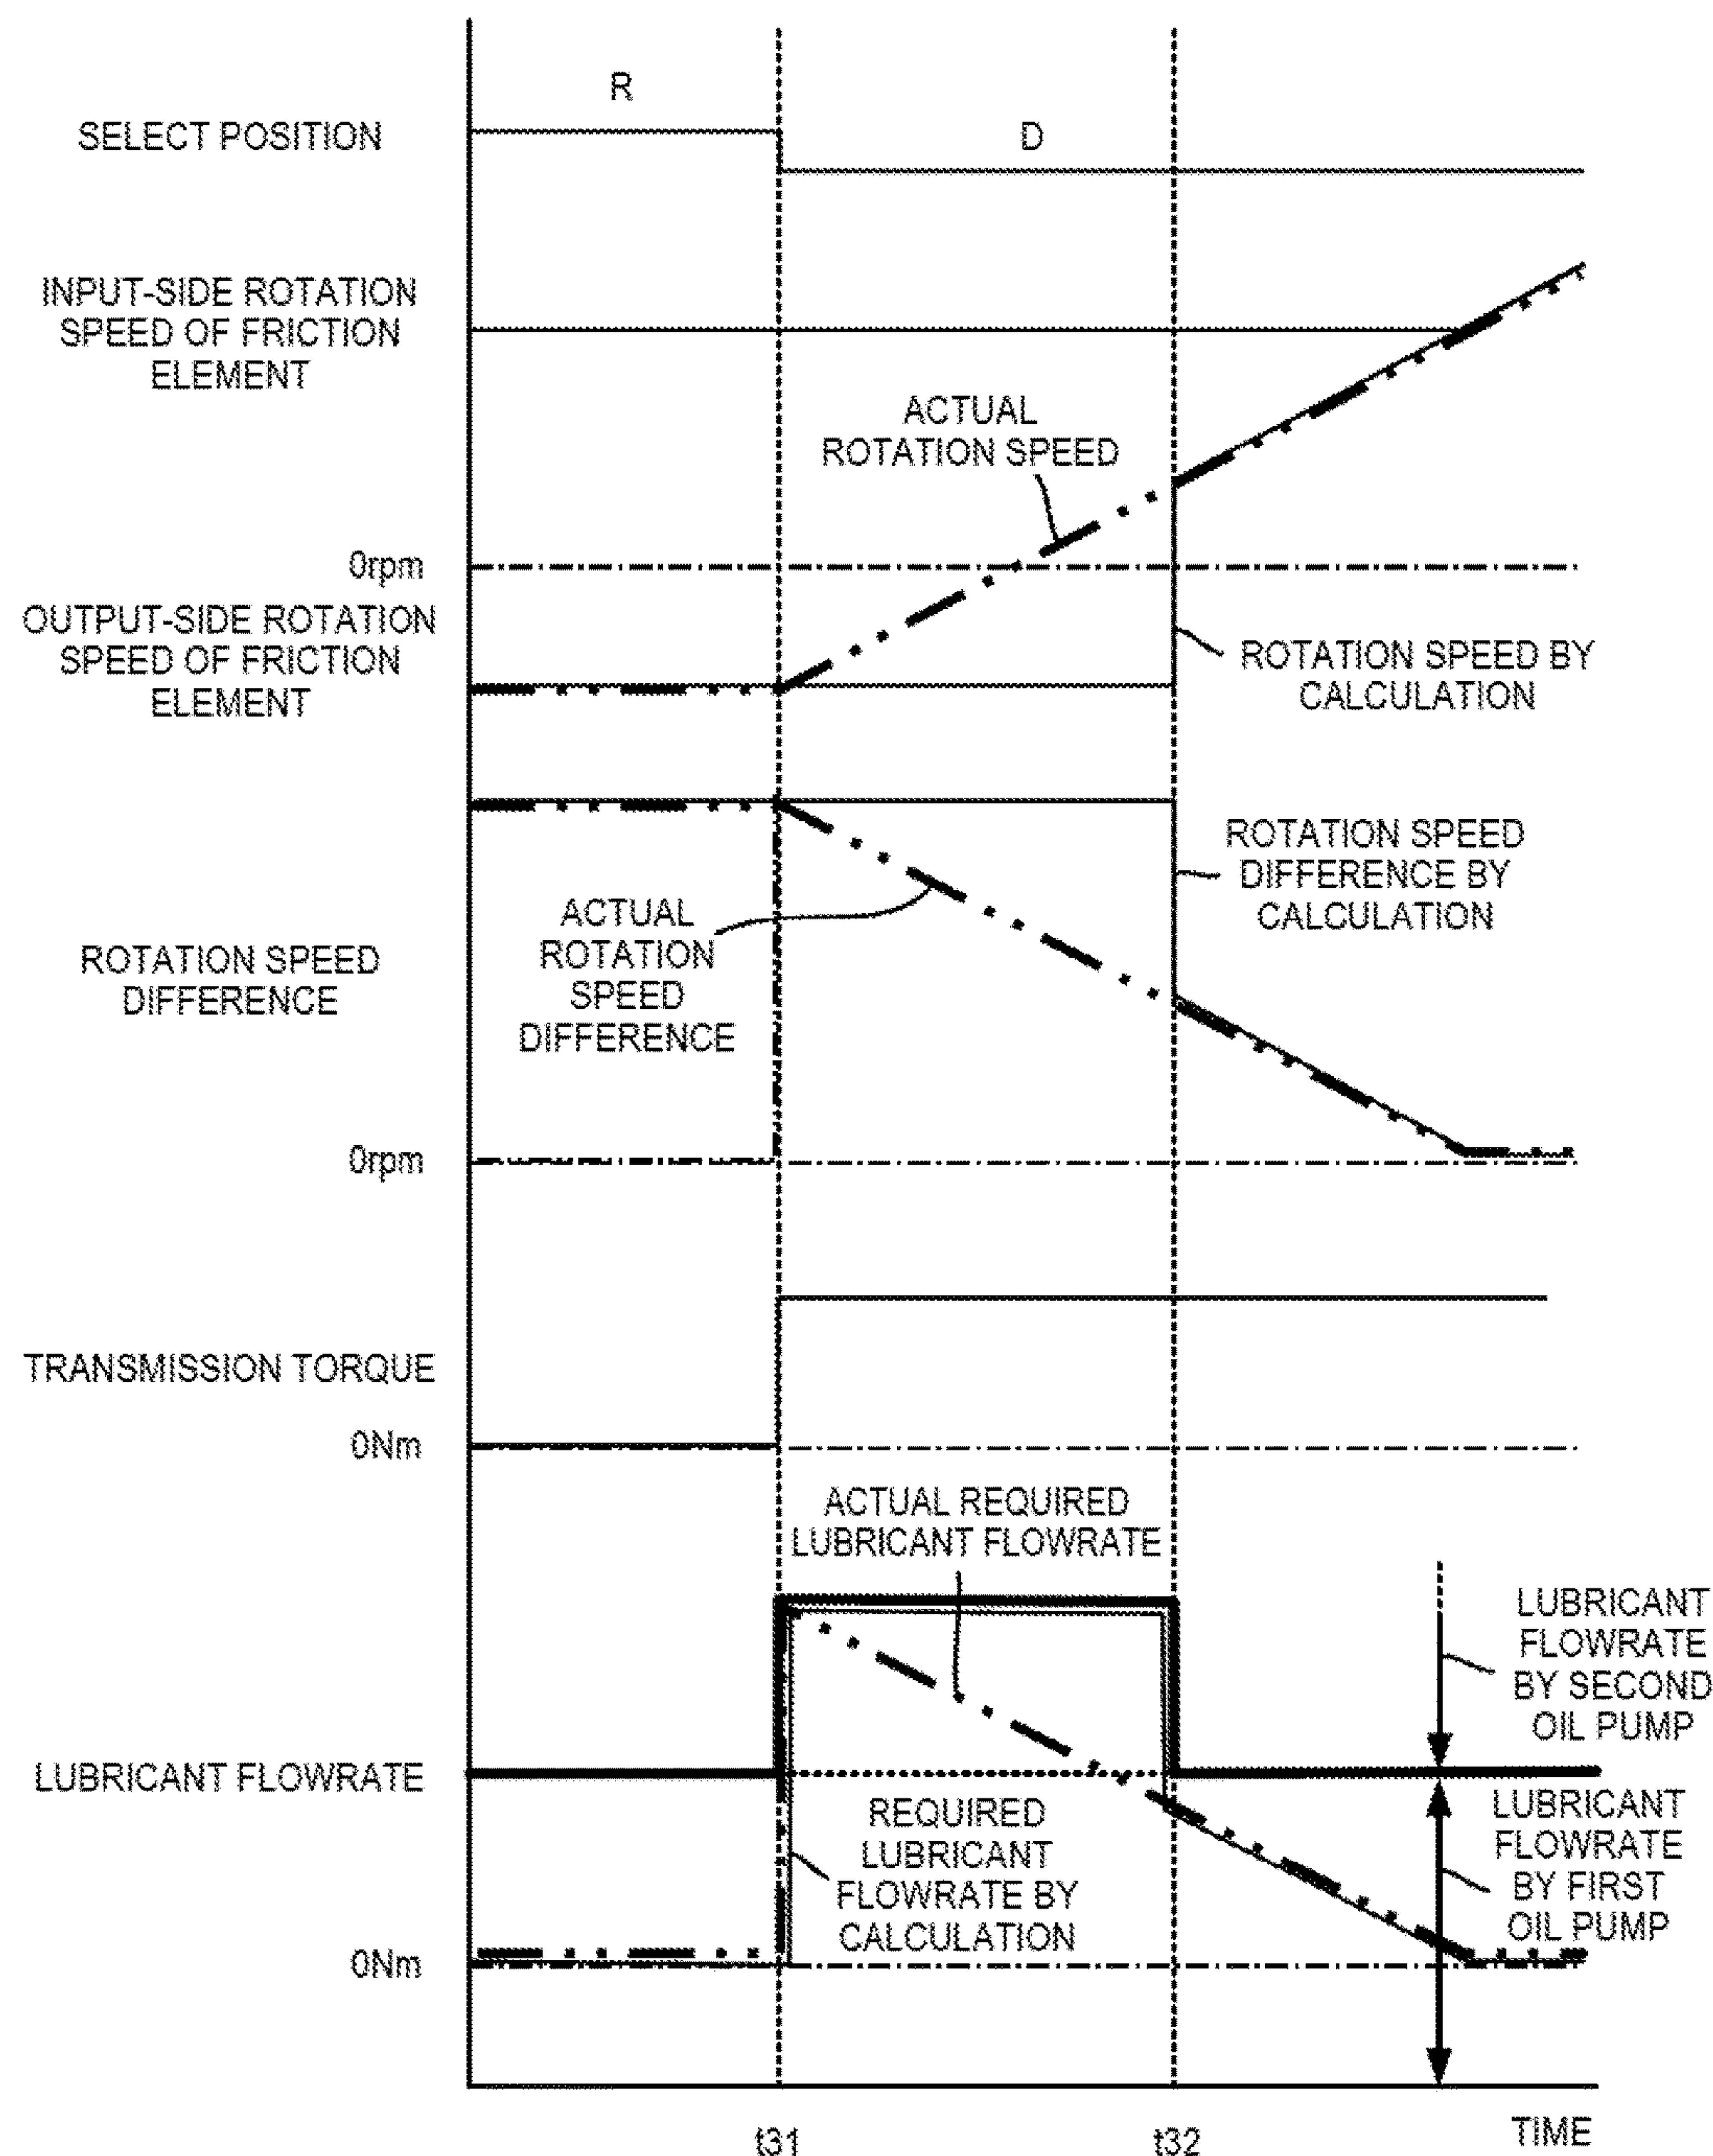 R
SELECT POSITION
D
INPUT-SIDE ROTATION
SPEED OF FRICTION
ELEMENT
ACTUAL
ROTATION SPEED
0rpm
OUTPUT-SIDE ROTATION
SPEED OF FRICTION
ELEMENT
ROTATION SPEED BY
CALCULATION
ROTATION SPEED
DIFFERENCE BY
CALCULATION
ACTUAL
ROTATION
SPEED
DIFFERENCE
ROTATION SPEED
DIFFERENCE
0rpm
TRANSMISSION TORQUE
0Nm
ACTUAL REQUIRED
LUBRICANT FLOWRATE
LUBRICANT
FLOWRATE
BY SECOND
OIL PUMP
LUBRICANT FLOWRATE
REQUIRED
LUBRICANT
FLOWRATE BY
CALCULATION
LUBRICANT
FLOWRATE
BY FIRST
OIL PUMP
0Nm
t31
t32
TIME